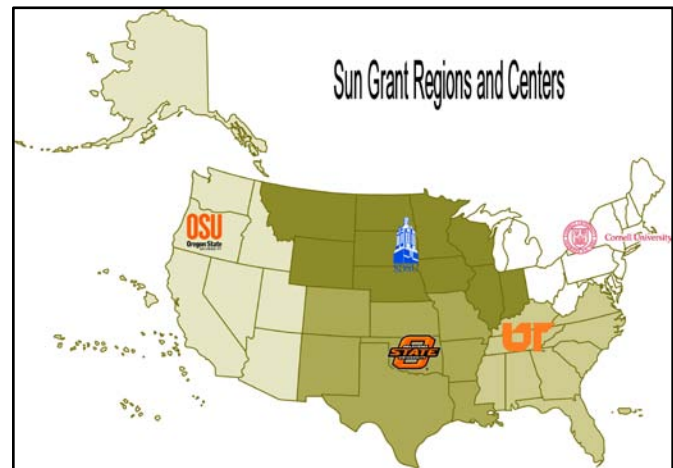 Sun Grant Regions and Centers
OSU
Oregon State
SDSU
Cornell University
STATE
UT